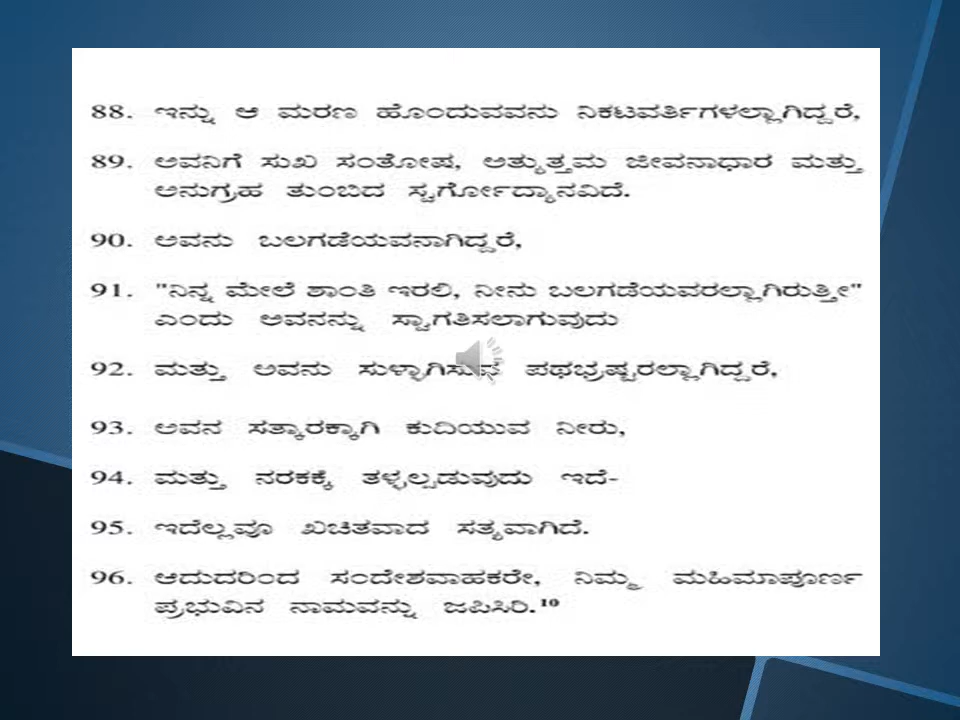 88. ಇನ್ನು ಆ ಮರಣ ಹೊಂದುವವನು ನಿಕಟವರ್ತಿಗಳಲ್ಲಾಗಿದ್ದರೆ,
89. ಅವನಿಗೆ ಸುಖ ಸಂತೋಷ, ಅತ್ಯುತ್ತಮ ಜೀವನಾಧಾರ ಮತ್ತು
ಅನುಗ್ರಹ ತುಂಬಿದ ಸ್ವರ್ಗೋದ್ಯಾನವಿದೆ.
90. ಅವನು ಬಲಗಡೆಯವನಾಗಿದ್ದರೆ,
91. "ನಿನ್ನ ಮೇಲೆ ಶಾಂತಿ ಇರಲಿ, ನೀನು ಬಲಗಡೆಯವರಲ್ಲಾಗಿರುತ್ತೀ"
ಎಂದು ಅವನನ್ನು ಸ್ವಾಗತಿಸಲಾಗುವುದು
92. ಮತ್ತು ಅವನು ಸುಳ್ಳಾಗಿಸುವ ಪಥಭ್ರಷ್ಟರಲ್ಲಾಗಿದ್ದರೆ,
93. ಅವನ ಸತ್ಕಾರಕ್ಕಾಗಿ ಕುದಿಯುವ ನೀರು,
94. ಮತ್ತು ನರಕಕ್ಕೆ ತಳ್ಳಲ್ಪಡುವುದು ಇದೆ-
95. ಇದೆಲ್ಲವೂ ಖಚಿತವಾದ ಸತ್ಯವಾಗಿದೆ.
96. ಆದುದರಿಂದ ಸಂದೇಶವಾಹಕರೇ, ನಿಮ್ಮ ಮಹಿಮಾಪೂರ್ಣ
ಪ್ರಭುವಿನ ನಾಮವನ್ನು ಜಪಿಸಿರಿ.¹⁰